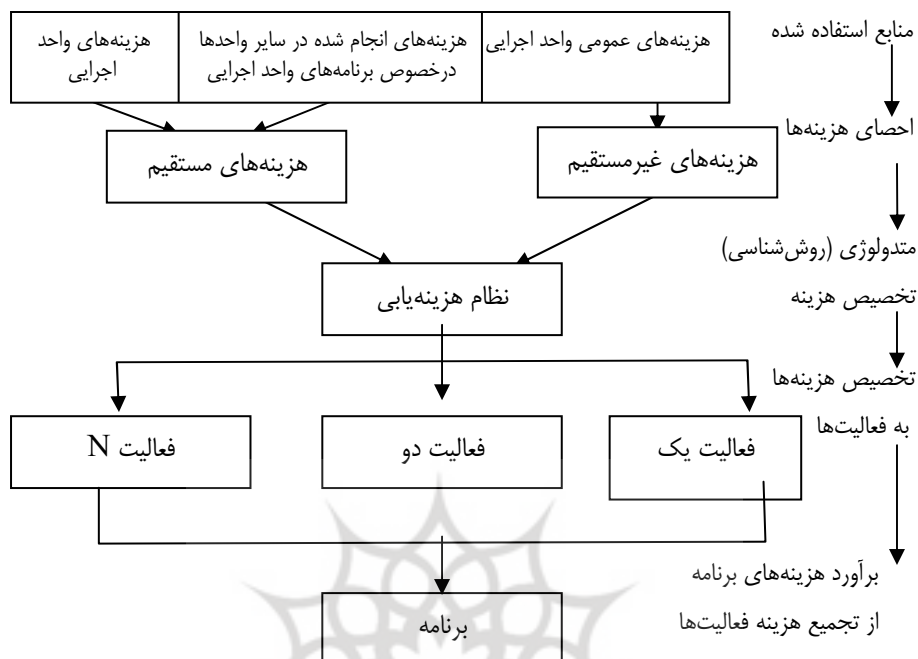 منابع استفاده شده
هزینه‌های عمومی واحد اجرایی
هزینه‌های انجام شده در سایر واحدها
درخصوص برنامه‌های واحد اجرایی
هزینه‌های واحد
اجرایی
احصای هزینه‌ها
هزینه‌های غیرمستقیم
هزینه‌های مستقیم
متدولوژی (روش‌شناسی)
تخصیص هزینه
نظام هزینه‌یابی
تخصیص هزینه‌ها
به فعالیت‌ها
فعالیت یک
فعالیت دو
فعالیت N
برآورد هزینه‌های برنامه
از تجمیع هزینه فعالیت‌ها
برنامه